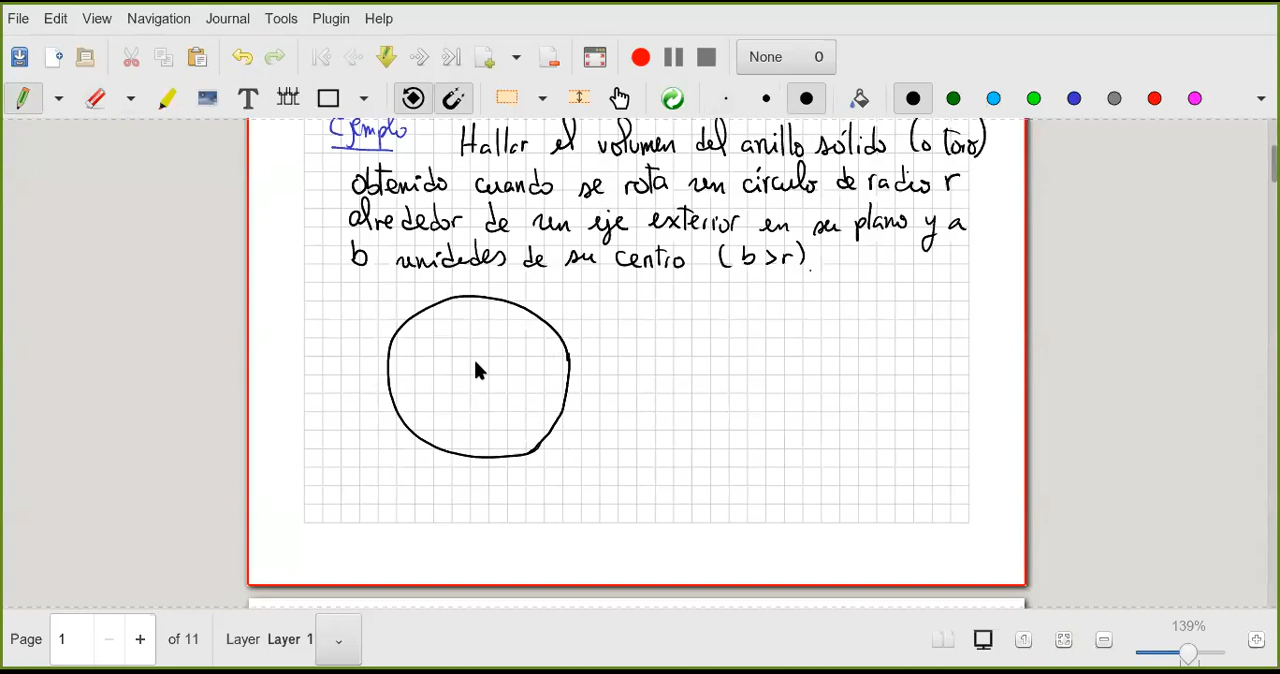 File Edit View Navigation Journal Tools Plugin Help
None 0
T
Ejemplo Hallar el volumen del anillo sólido (o toro)
obtenido cuando se rota un círculo de radio r
alrededor de un eje exterior en su plano y a
b unidades de su centro (b>r).
Page 1 of 11 Layer Layer 1 139%